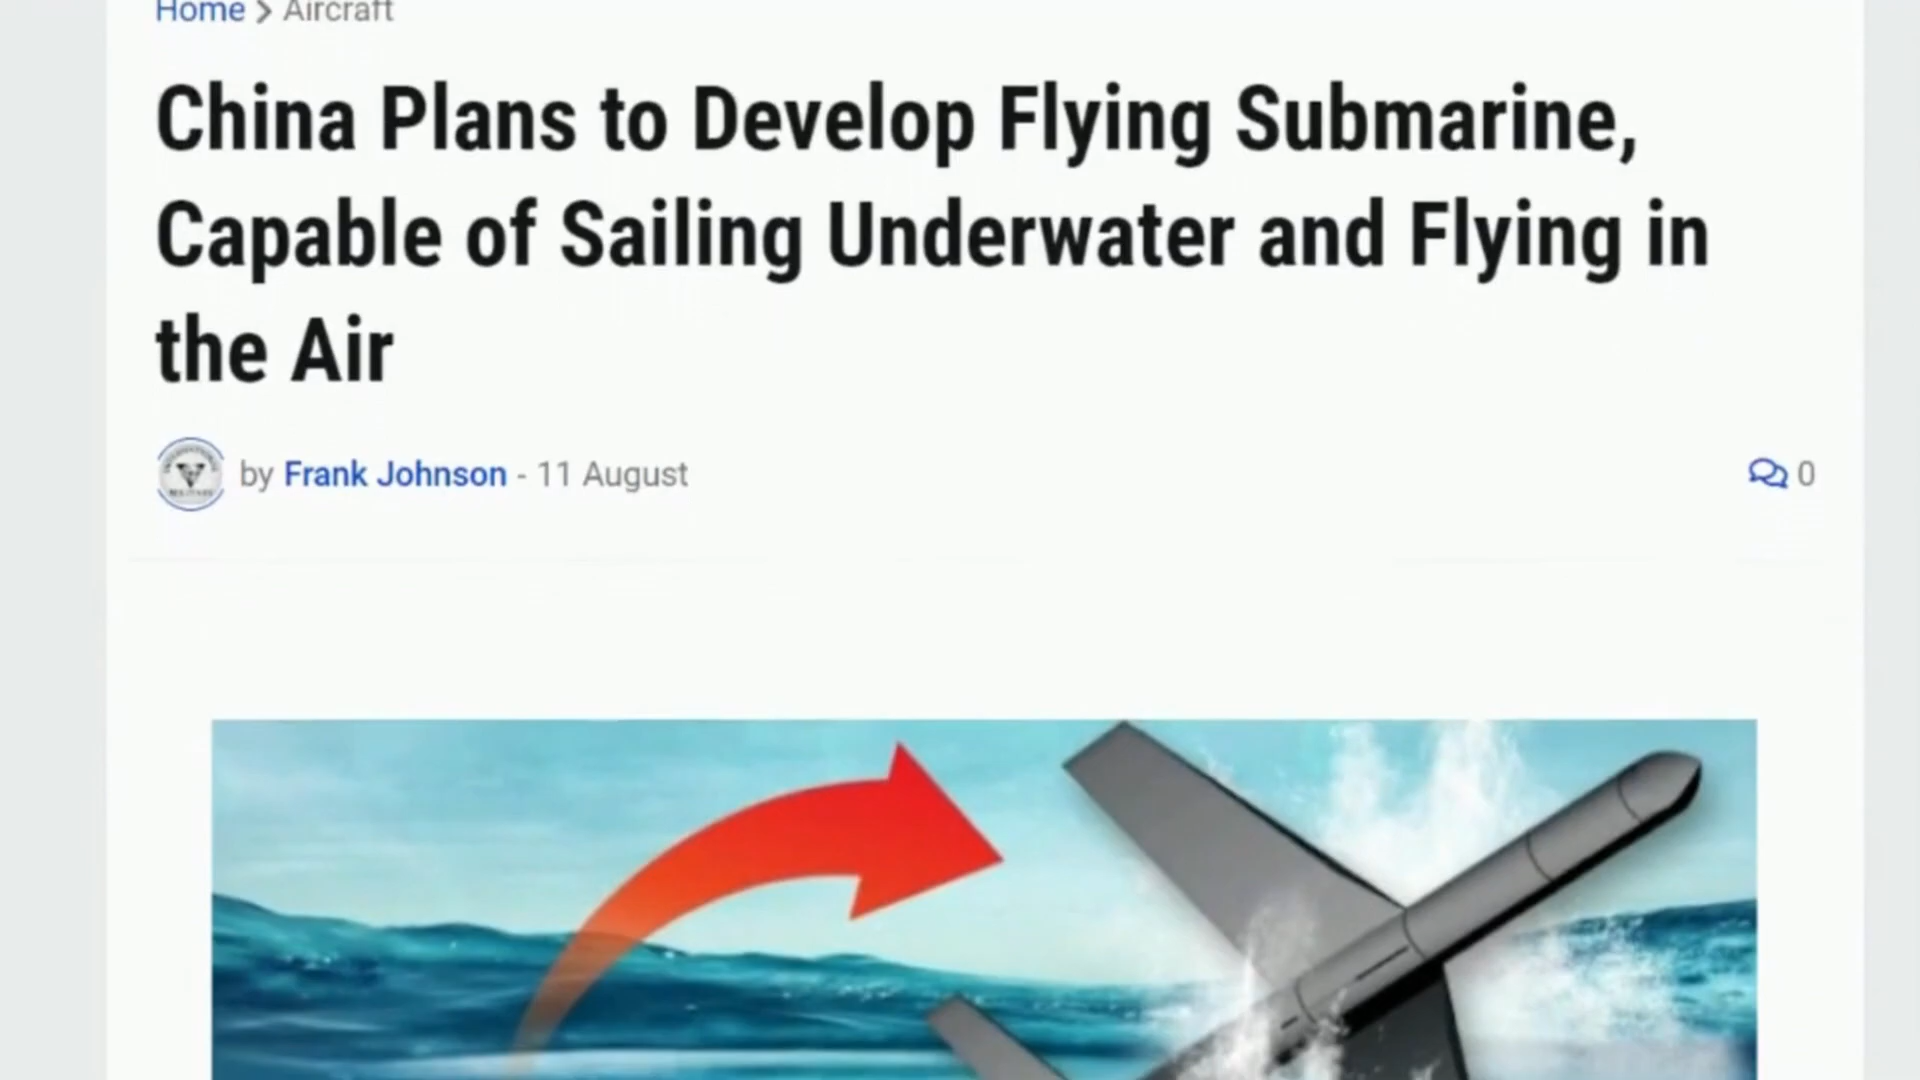 Home > Aircraft
China Plans to Develop Flying Submarine,
Capable of Sailing Underwater and Flying in
the Air
by Frank Johnson - 11 August
0